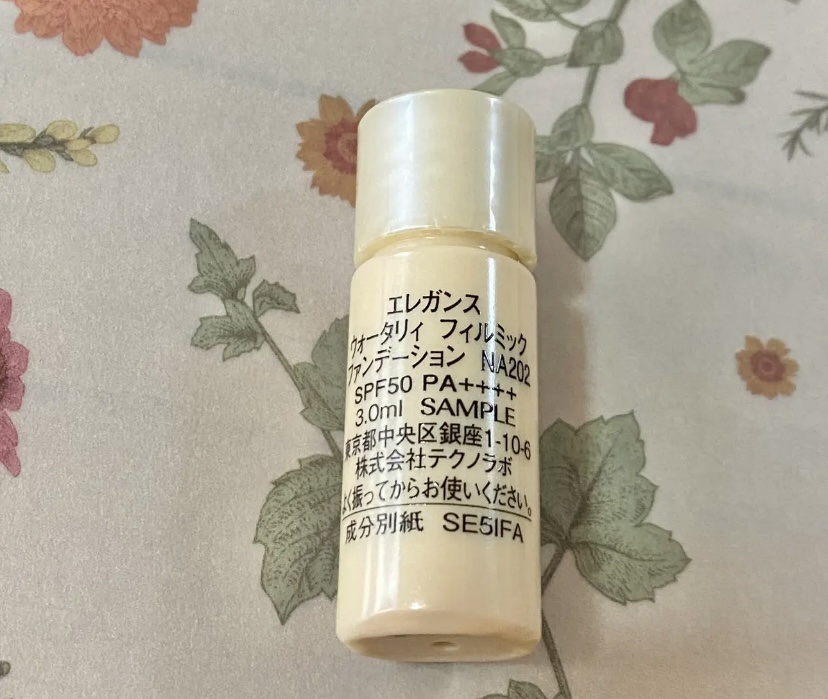 エレガンス
ウォータリィ フィルミック
ファンデーション NA202
SPF50 PA++++
3.0ml SAMPLE
東京都中央区銀座1-10-6
株式会社テクノラボ
よく振ってからお使いください。
成分別紙 SE5IFA